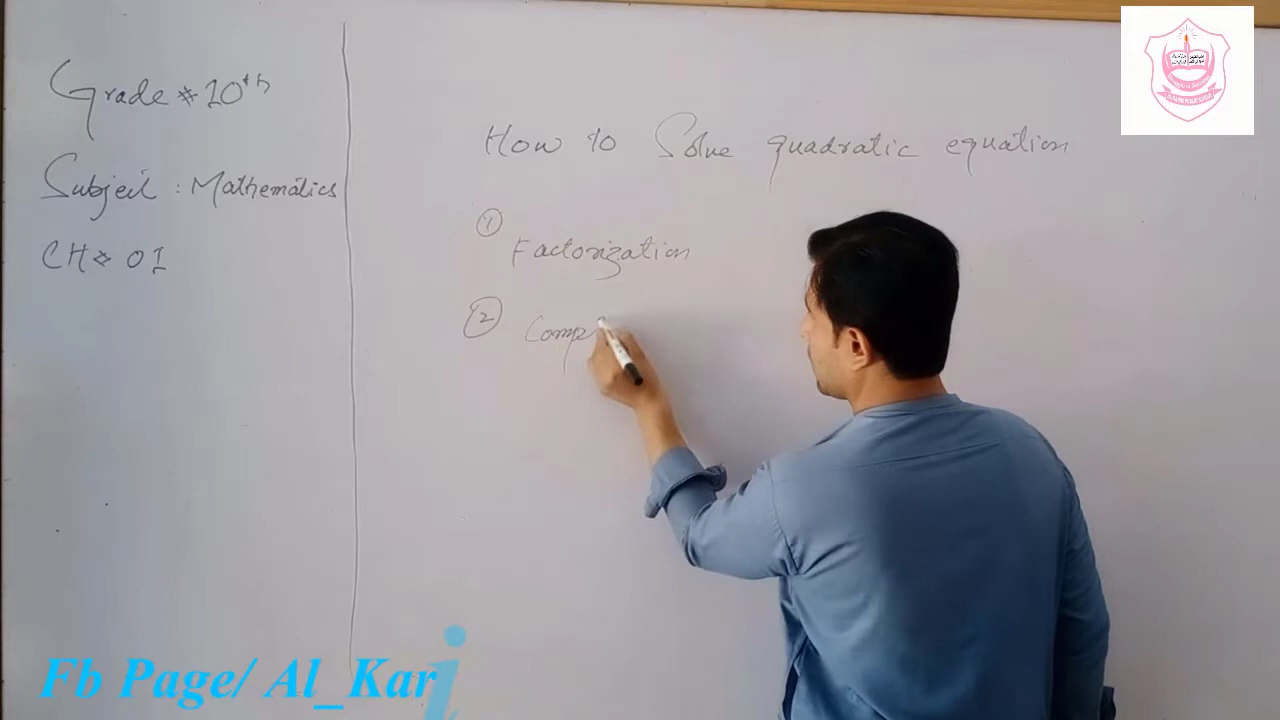 Grade # 10th
Subject : Mathematics
CH # 01
How to Solve quadratic equation
① Factorization
② Comp
Fb Page/ Al_Kari